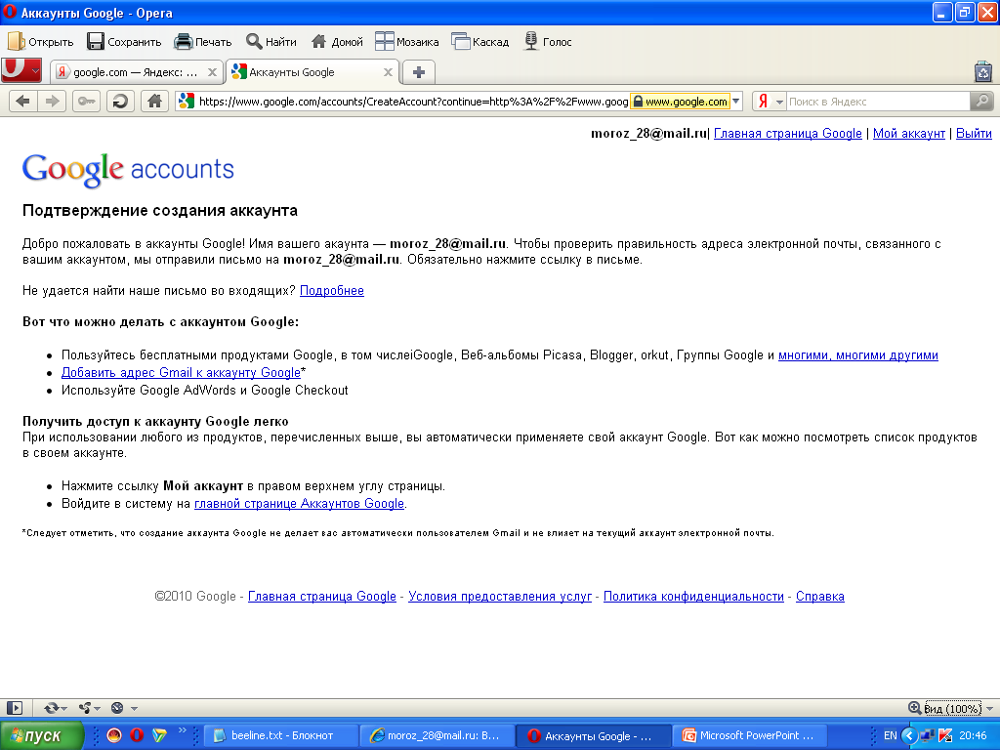 Аккаунты Google - Opera
Открыть Сохранить Печать Найти Домой Мозаика Каскад Голос
google.com — Яндекс: ... Аккаунты Google
https://www.google.com/accounts/CreateAccount?continue=http%3A%2F%2Fwww.goog www.google.com Я Поиск в Яндекс
moroz_28@mail.ru| Главная страница Google | Мой аккаунт | Выйти
Google accounts
Подтверждение создания аккаунта
Добро пожаловать в аккаунты Google! Имя вашего акаунта — moroz_28@mail.ru. Чтобы проверить правильность адреса электронной почты, связанного с
вашим аккаунтом, мы отправили письмо на moroz_28@mail.ru. Обязательно нажмите ссылку в письме.
Не удается найти наше письмо во входящих? Подробнее
Вот что можно делать с аккаунтом Google:
Пользуйтесь бесплатными продуктами Google, в том числеiGoogle, Веб-альбомы Picasa, Blogger, orkut, Группы Google и многими, многими другими
Добавить адрес Gmail к аккаунту Google*
Используйте Google AdWords и Google Checkout
Получить доступ к аккаунту Google легко
При использовании любого из продуктов, перечисленных выше, вы автоматически применяете свой аккаунт Google. Вот как можно посмотреть список продуктов
в своем аккаунте.
Нажмите ссылку Мой аккаунт в правом верхнем углу страницы.
Войдите в систему на главной странице Аккаунтов Google.
*Следует отметить, что создание аккаунта Google не делает вас автоматически пользователем Gmail и не влияет на текущий аккаунт электронной почты.
©2010 Google - Главная страница Google - Условия предоставления услуг - Политика конфиденциальности - Справка
Вид (100%)
пуск beeline.txt - Блокнот moroz_28@mail.ru: В... Аккаунты Google - ... Microsoft PowerPoint ... EN 20:46